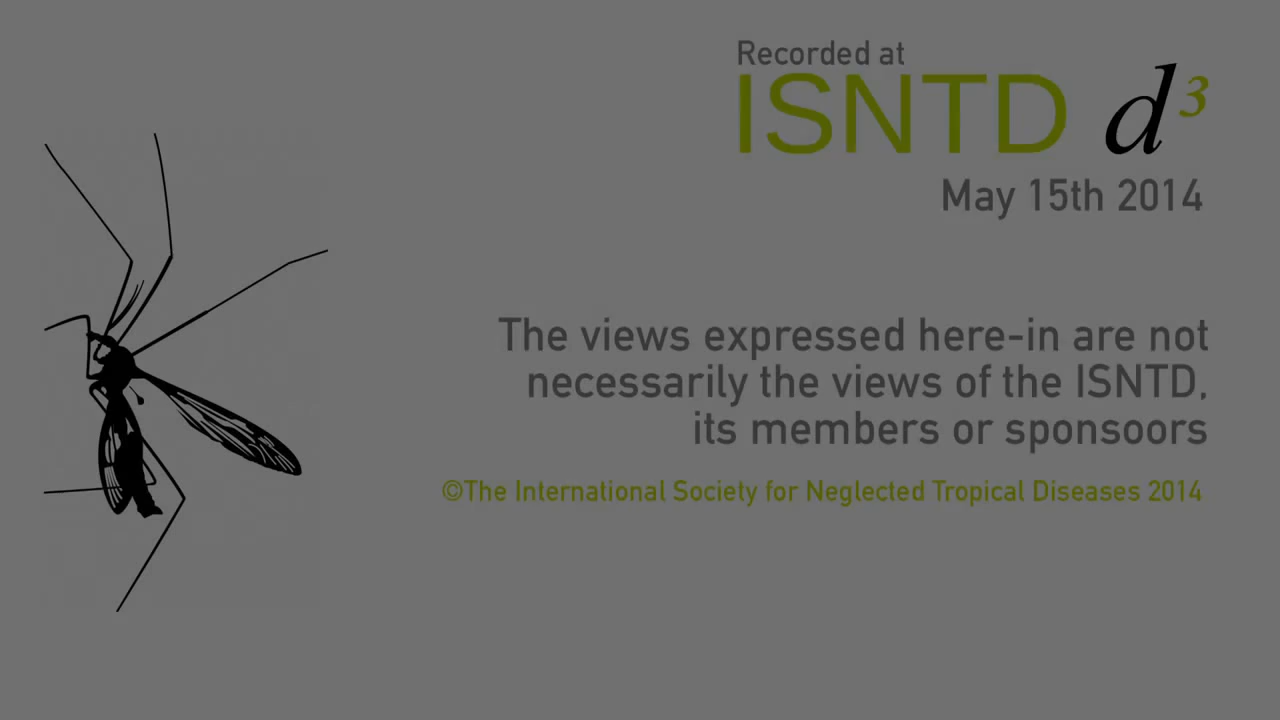 Recorded at
ISNTD d³
May 15th 2014
The views expressed here-in are not
necessarily the views of the ISNTD,
its members or sponsoors
©The International Society for Neglected Tropical Diseases 2014